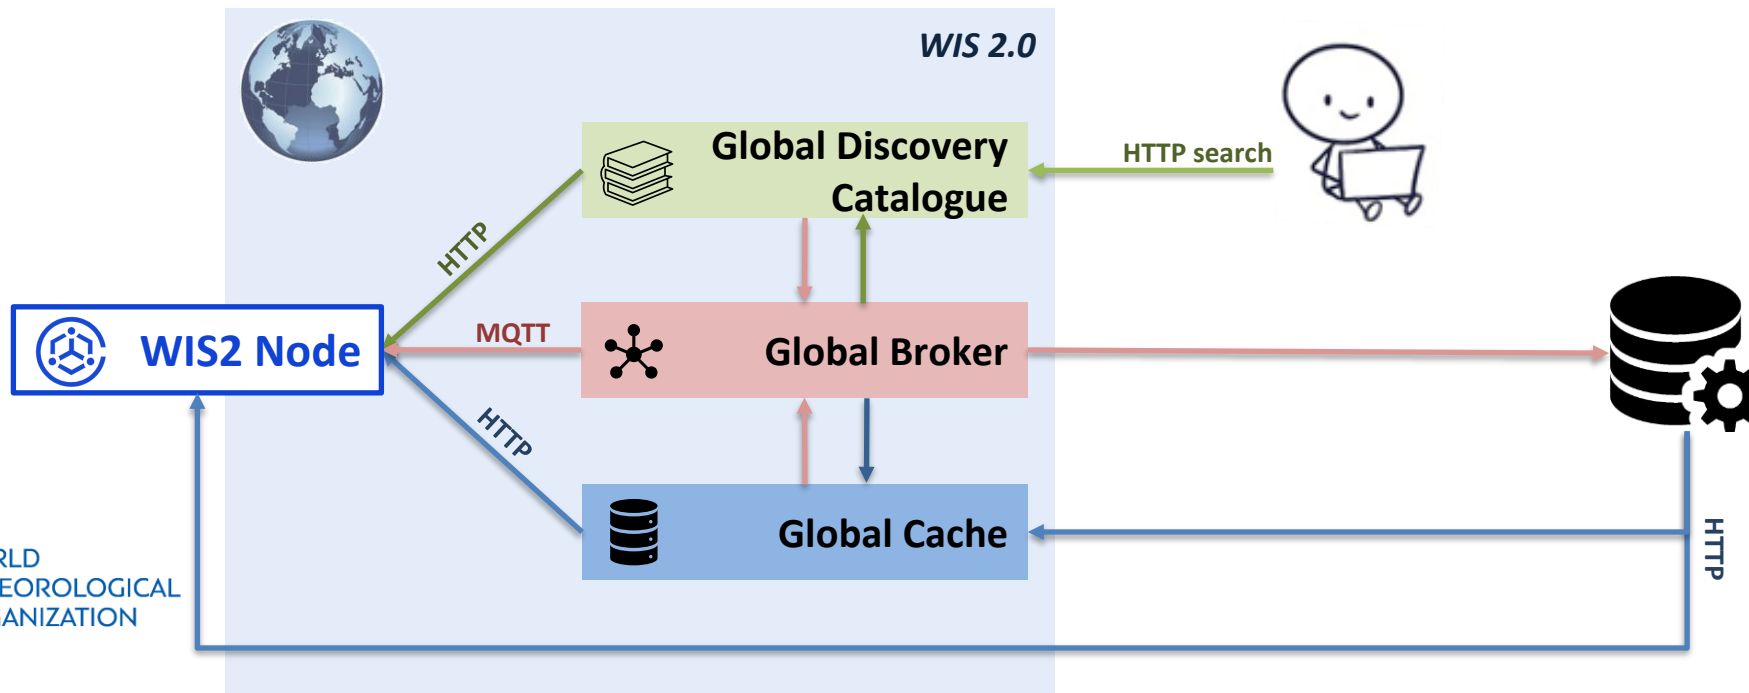 WIS 2.0
Global Discovery
Catalogue
HTTP search
HTTP
WIS2 Node
MQTT
Global Broker
HTTP
Global Cache
HTTP
RLD
EOROLOGICAL
ANIZATION